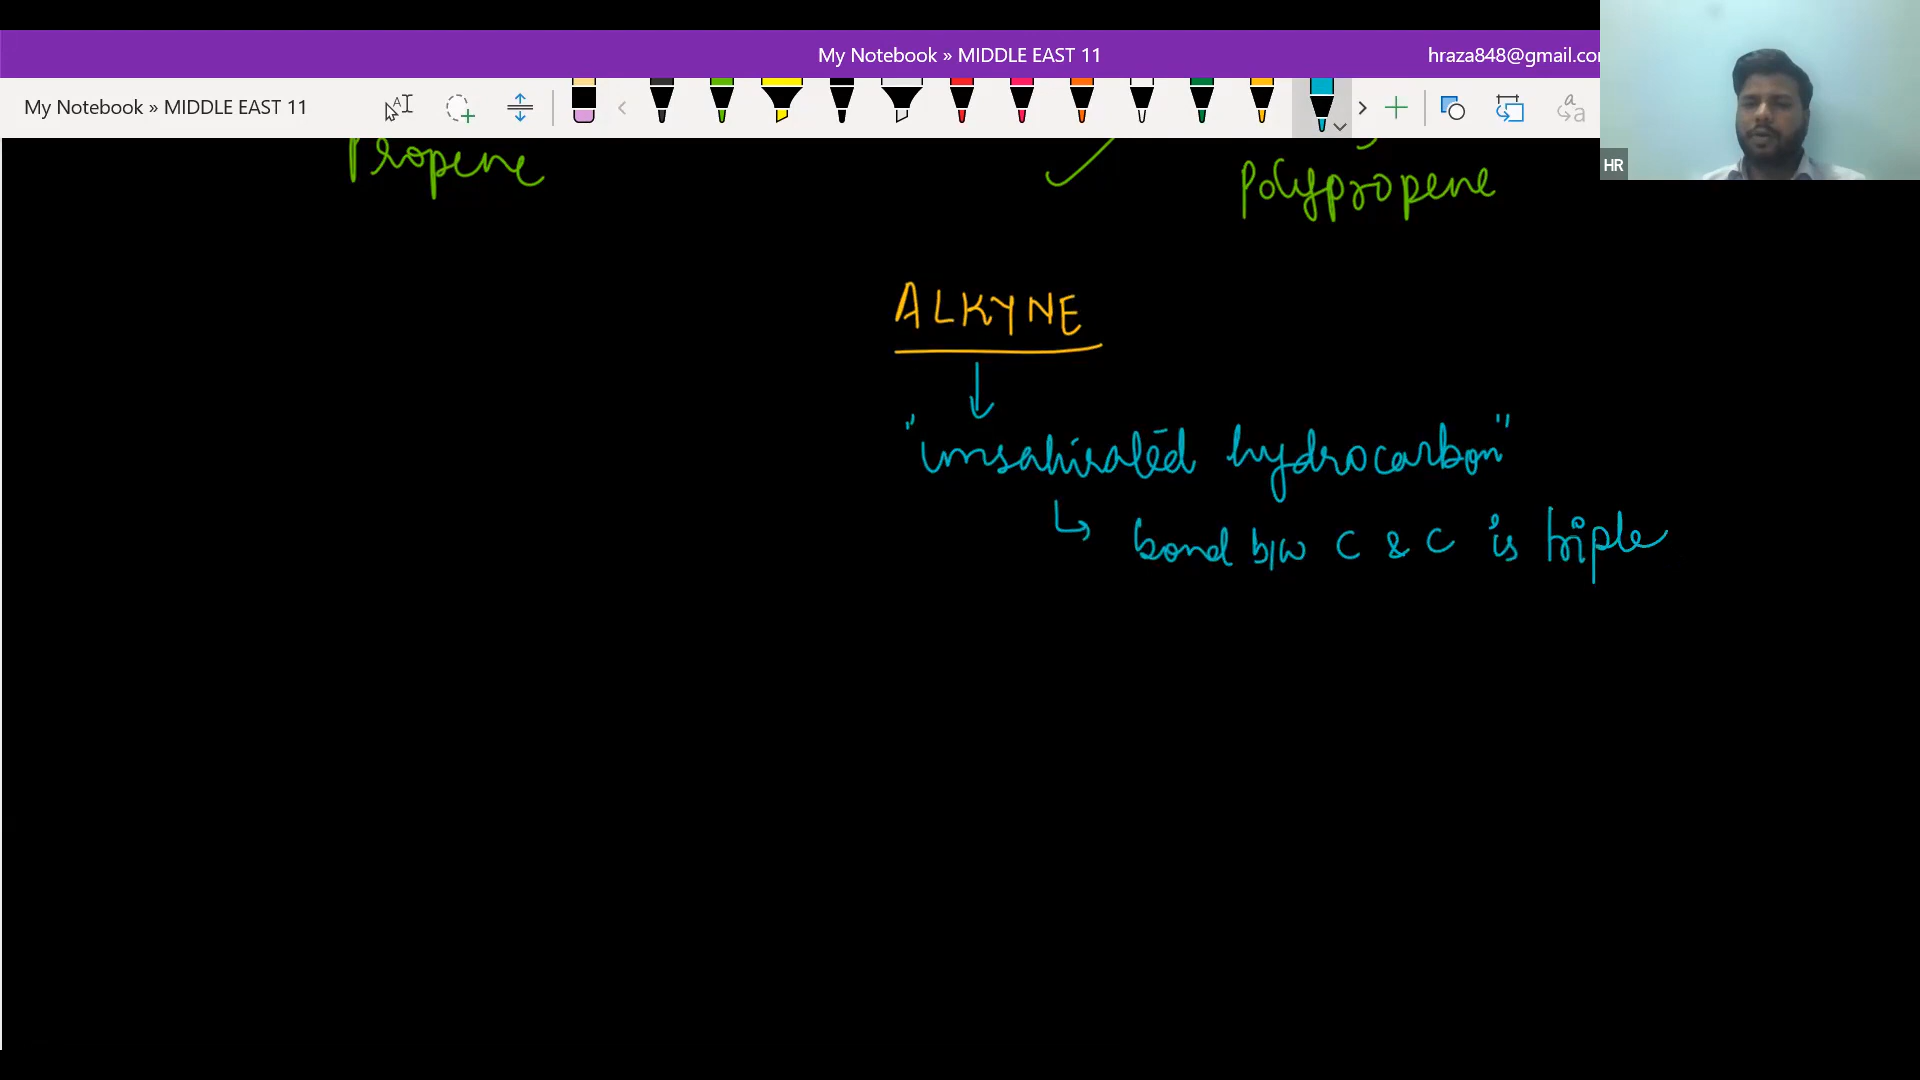 My Notebook » MIDDLE EAST 11
hraza848@gmail.co
My Notebook » MIDDLE EAST 11
HR
Propene
Polypropene
ALKYNE
"unsaturated hydrocarbon"
bond b/w C & C is triple